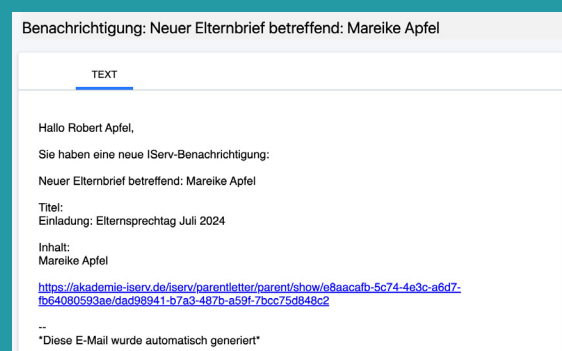 Benachrichtigung: Neuer Elternbrief betreffend: Mareike Apfel
TEXT
Hallo Robert Apfel,
Sie haben eine neue IServ-Benachrichtigung:
Neuer Elternbrief betreffend: Mareike Apfel
Titel:
Einladung: Elternsprechtag Juli 2024
Inhalt:
Mareike Apfel
https://akademie-iserv.de/iserv/parentletter/parent/show/e8aacafb-5c74-4e3c-a6d7-
fb64080593ae/dad98941-b7a3-487b-a59f-7bcc75d848c2
--
*Diese E-Mail wurde automatisch generiert*